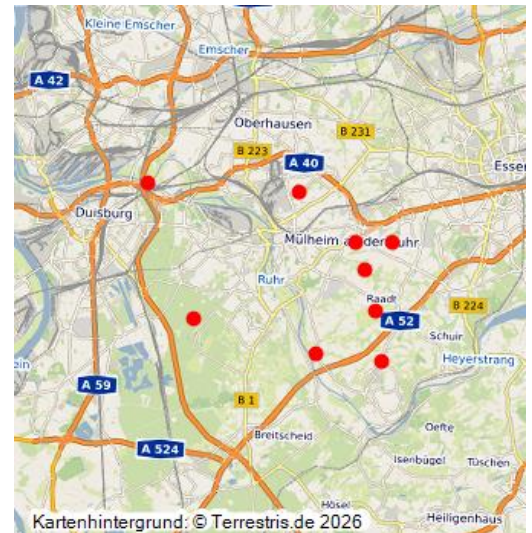 Kleine Emscher
Emscher
A 42
Oberhausen
B 231
B 223
A 40
Essen
Duisburg
Mülheim an der Ruhr
Ruhr
Raadt
B 224
A 52
Schuir
Heyerstrang
A 59
B 1
Oefte
Breitscheid
A 524
Isenbügel
Tüschen
Hösel
Heiligenhaus
Kartenhintergrund: © Terrestris.de 2026